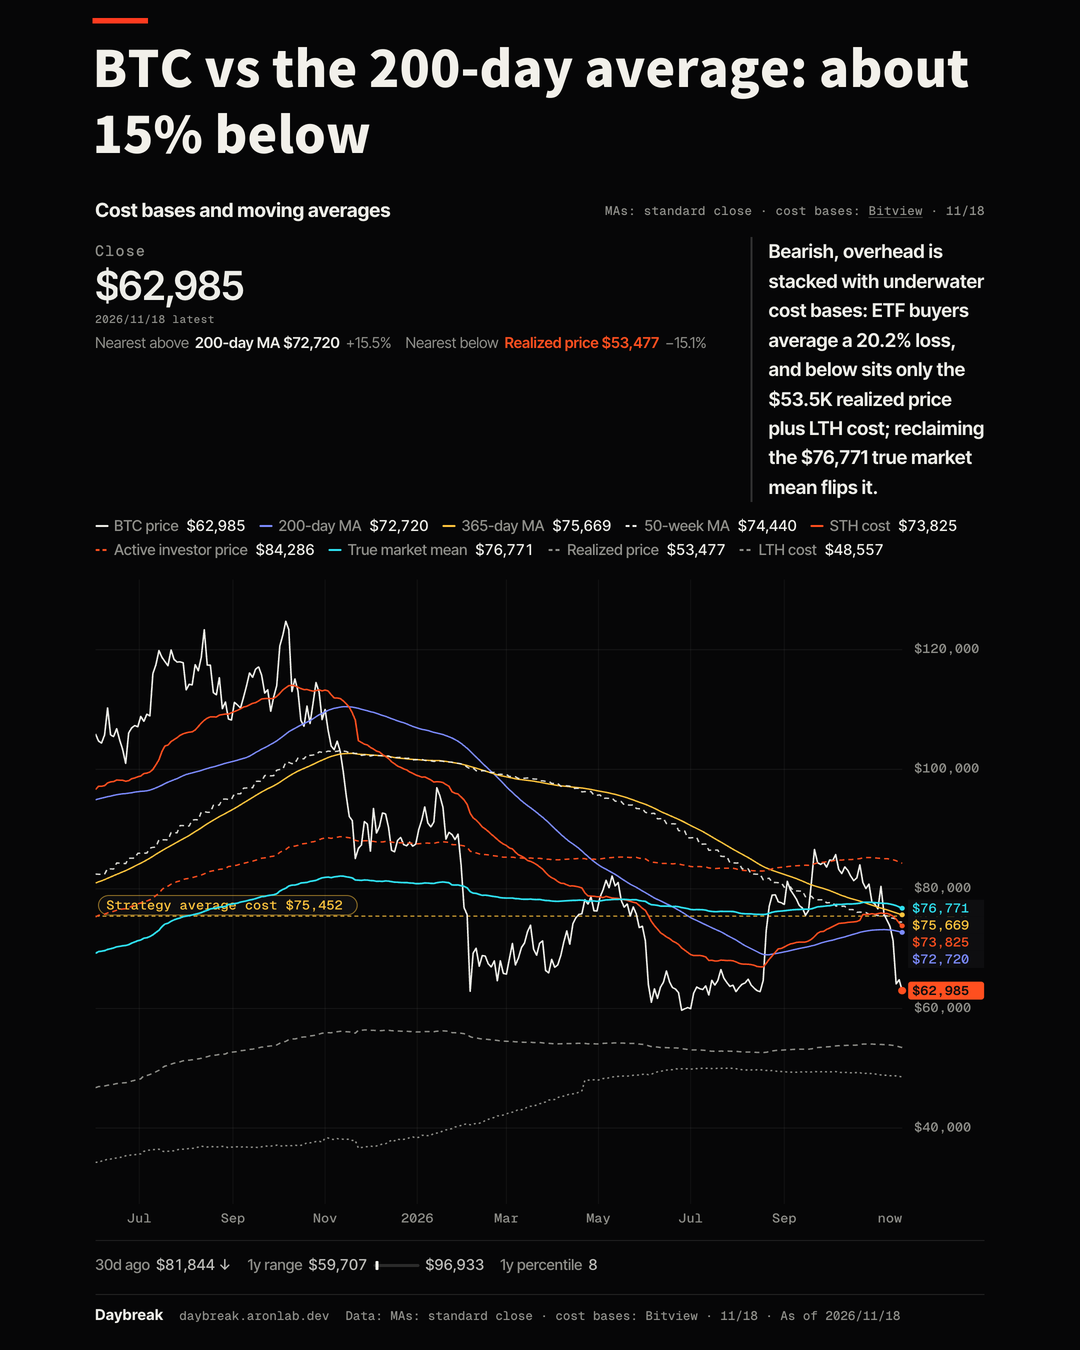 BTC vs the 200-day average: about
15% below
Cost bases and moving averages
MAs: standard close · cost bases: Bitview · 11/18
Close
$62,985
2026/11/18 latest
Nearest above 200-day MA $72,720 +15.5% Nearest below Realized price $53,477 −15.1%
Bearish, overhead is
stacked with underwater
cost bases: ETF buyers
average a 20.2% loss,
and below sits only the
$53.5K realized price
plus LTH cost; reclaiming
the $76,771 true market
mean flips it.
BTC price $62,985 200-day MA $72,720 365-day MA $75,669 50-week MA $74,440 STH cost $73,825
Active investor price $84,286 True market mean $76,771 Realized price $53,477 LTH cost $48,557
$120,000
$100,000
$80,000
Strategy average cost $75,452
$76,771
$75,669
$73,825
$72,720
$62,985
$60,000
$40,000
Jul Sep Nov 2026 Mar May Jul Sep now
30d ago $81,844 ↓ 1y range $59,707 $96,933 1y percentile 8
Daybreak daybreak.aronlab.dev Data: MAs: standard close · cost bases: Bitview · 11/18 · As of 2026/11/18